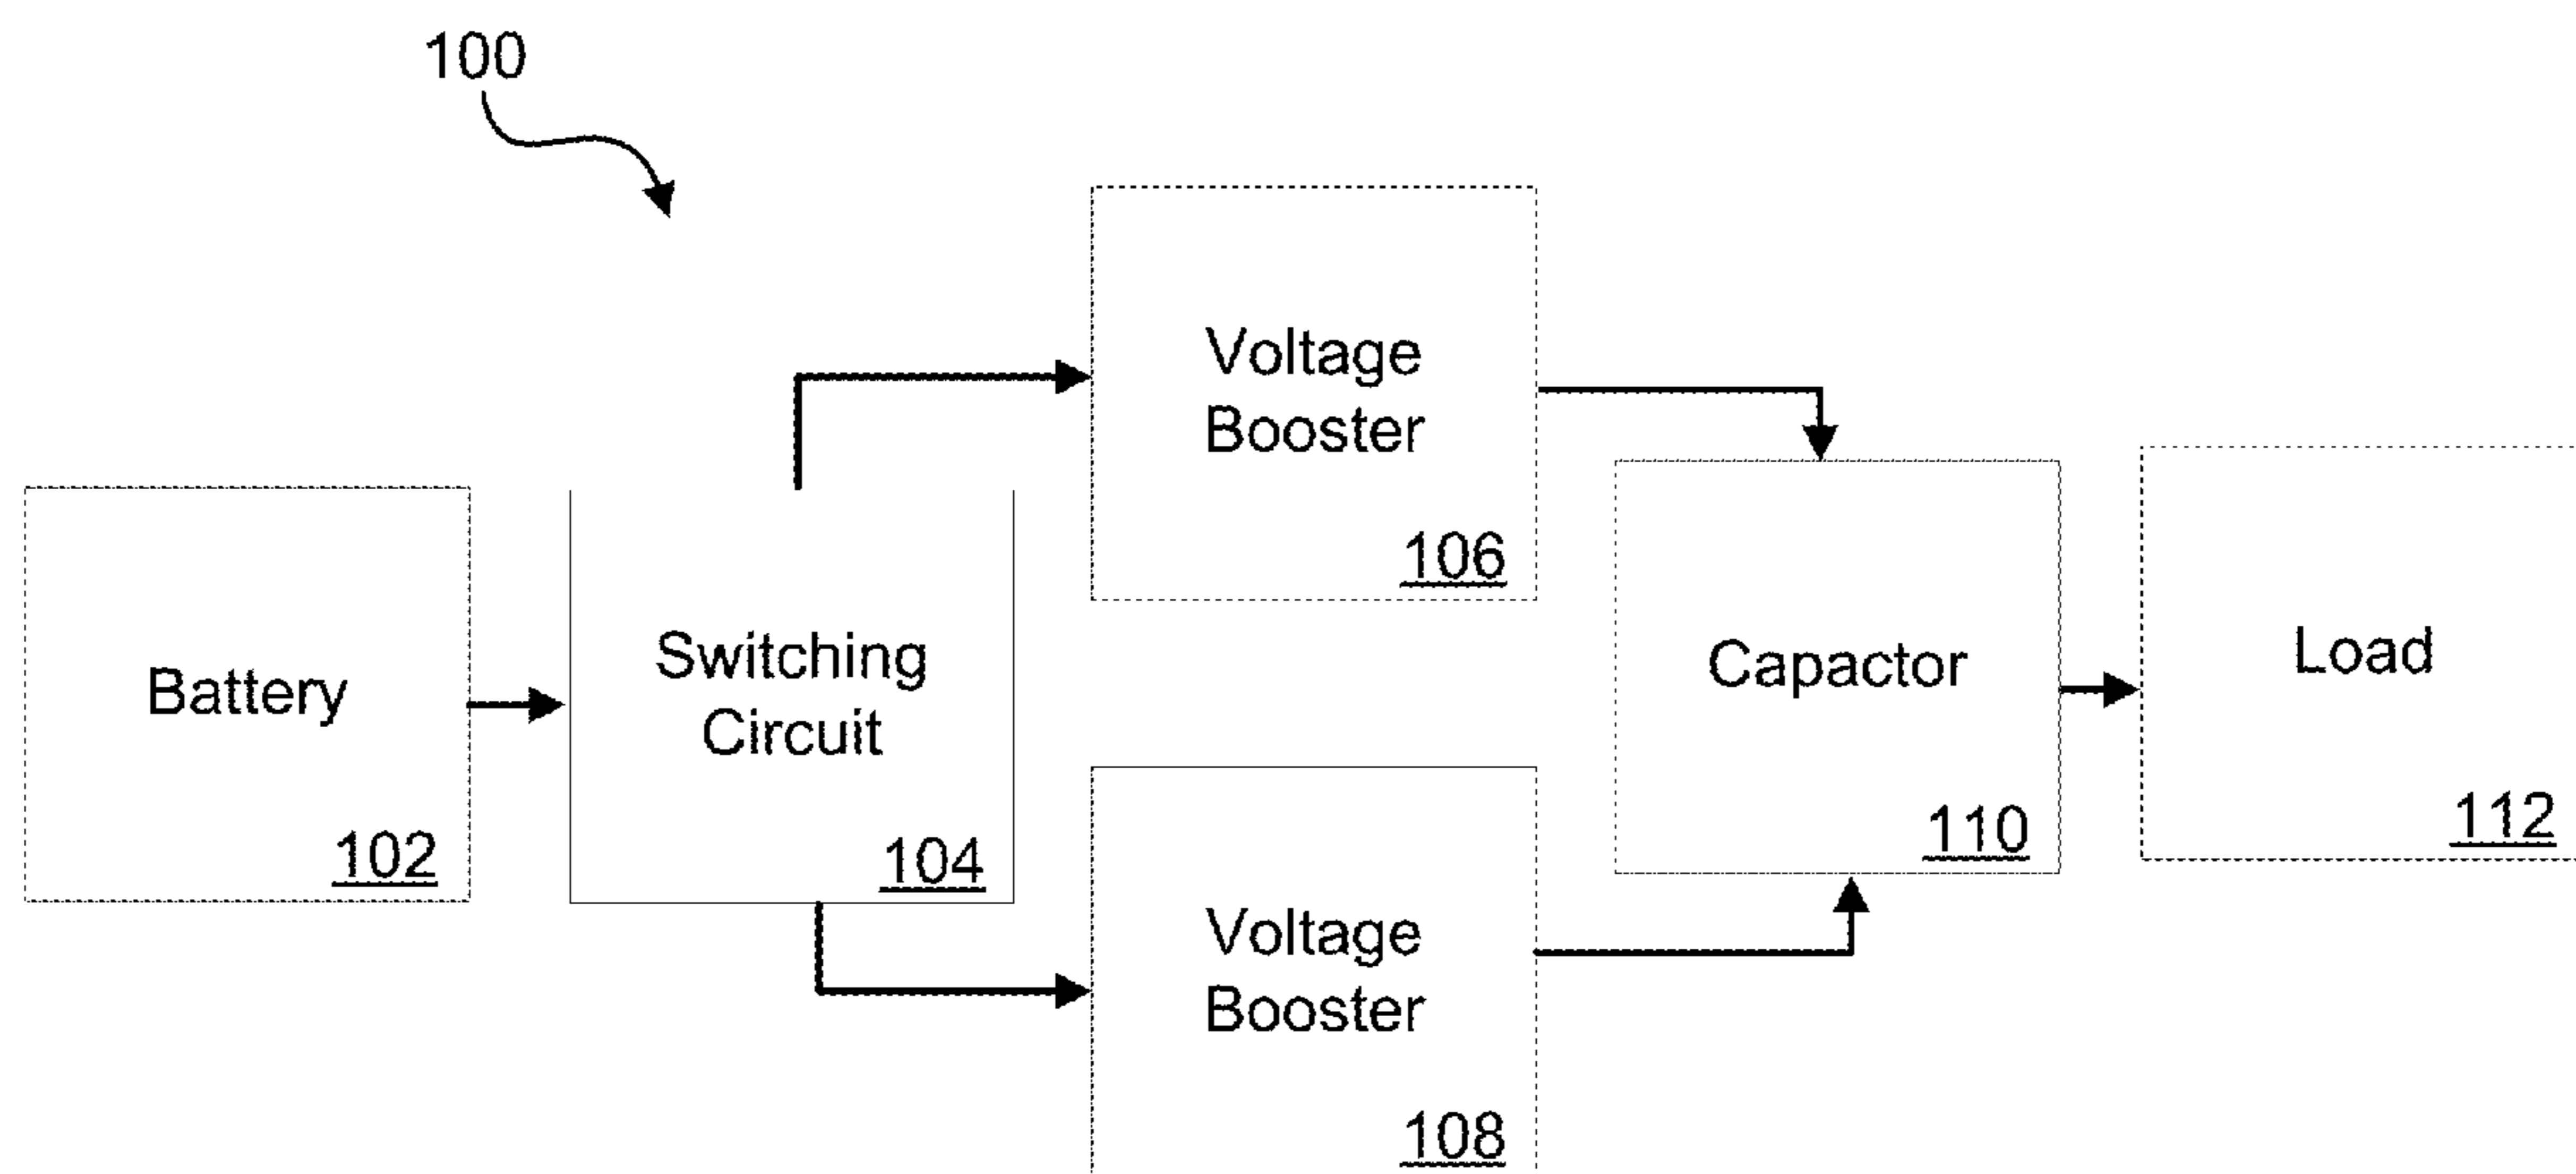 100
Voltage
Booster
106
Battery
102
Switching
Circuit
104
Capactor
110
Load
112
Voltage
Booster
108